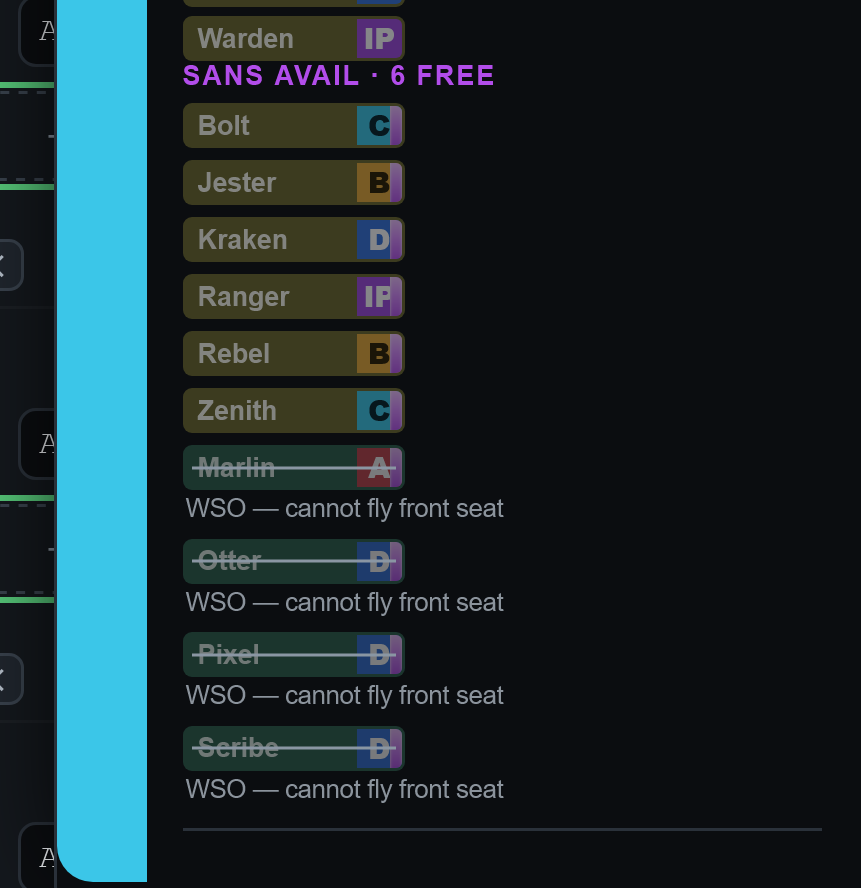 Warden IP
SANS AVAIL · 6 FREE
Bolt C
Jester B
Kraken D
Ranger IP
Rebel B
Zenith C
Marlin A
WSO — cannot fly front seat
Otter D
WSO — cannot fly front seat
Pixel D
WSO — cannot fly front seat
Scribe D
WSO — cannot fly front seat